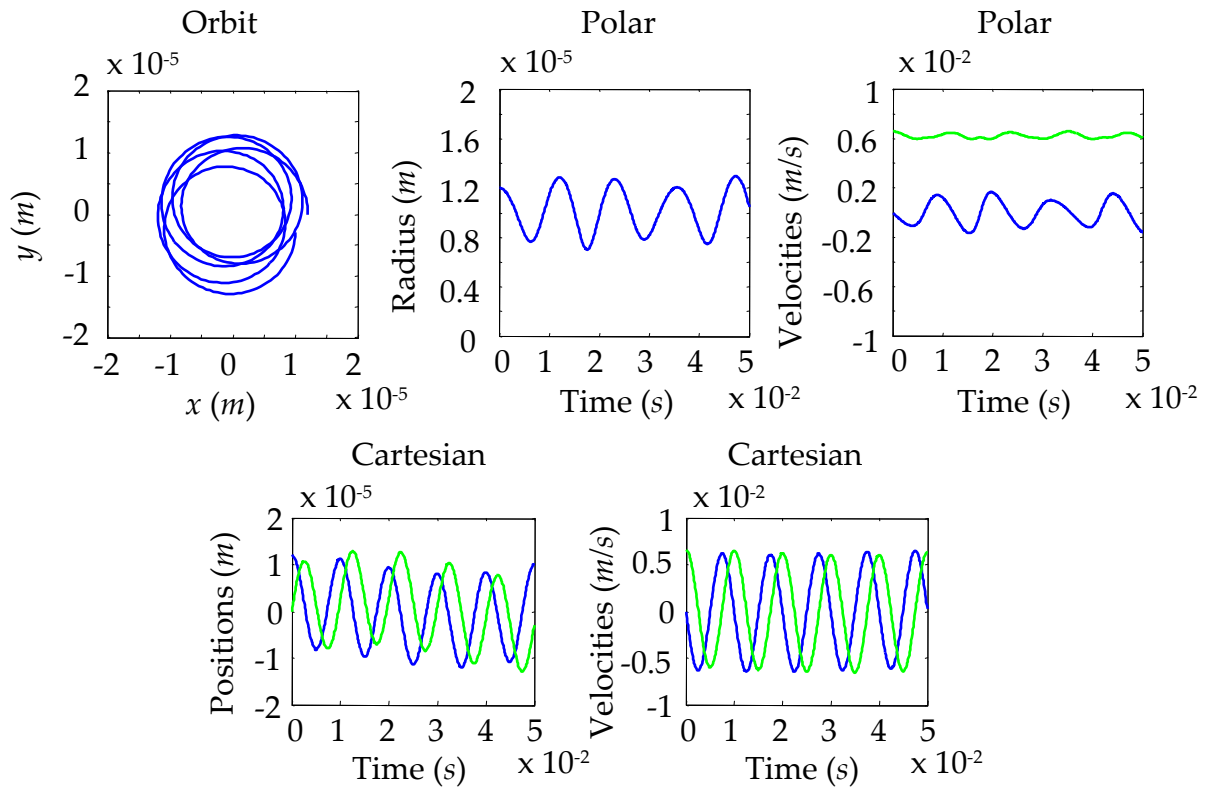 Orbit
x 10-5
2
1
0
-1
-2
-2 -1 0 1 2
y (m)
x (m)
x 10-5
Polar
x 10-5
2
1.6
1.2
0.8
0.4
0
0 1 2 3 4 5
Radius (m)
Time (s)
x 10-2
Polar
x 10-2
1
0.6
0.2
-0.2
-0.6
-1
0 1 2 3 4 5
Velocities (m/s)
Time (s)
x 10-2
Cartesian
x 10-5
2
1
0
-1
-2
0 1 2 3 4 5
Positions (m)
Time (s)
x 10-2
Cartesian
x 10-2
1
0.5
0
-0.5
-1
0 1 2 3 4 5
Velocities (m/s)
Time (s)
x 10-2